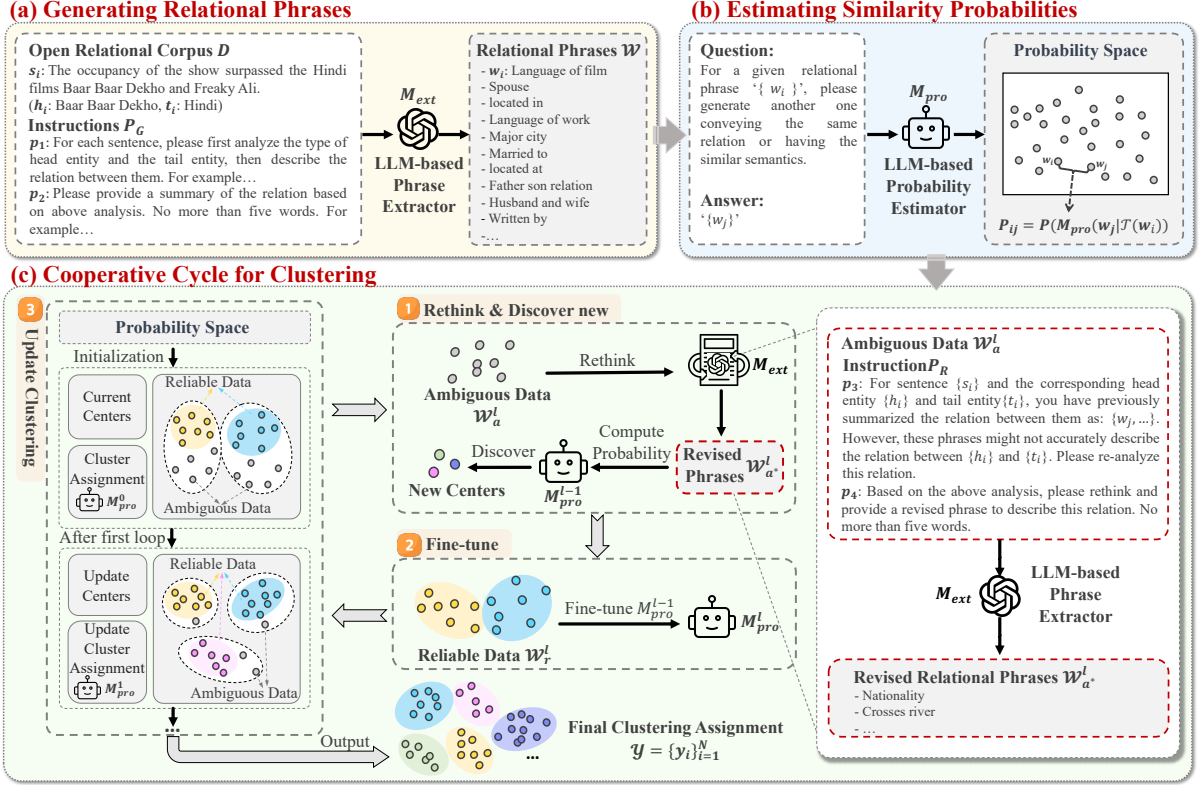 (a) Generating Relational Phrases
Open Relational Corpus D
s_i: The occupancy of the show surpassed the Hindi
films Baar Baar Dekho and Freaky Ali.
(h_i: Baar Baar Dekho, t_i: Hindi)
Instructions P_G
p_1: For each sentence, please first analyze the type of
head entity and the tail entity, then describe the
relation between them. For example…
p_2: Please provide a summary of the relation based
on above analysis. No more than five words. For
example…
M_ext
LLM-based
Phrase
Extractor
Relational Phrases 𝒲
- w_i: Language of film
- Spouse
- located in
- Language of work
- Major city
- Married to
- located at
- Father son relation
- Husband and wife
- Written by
-…
(b) Estimating Similarity Probabilities
Question:
For a given relational
phrase ‘{ w_i }’, please
generate another one
conveying the same
relation or having the
similar semantics.
Answer:
‘{w_j}’
M_pro
LLM-based
Probability
Estimator
Probability Space
w_i
w_j
P_ij = P(M_pro(w_j|𝒯(w_i))
(c) Cooperative Cycle for Clustering
3
Update Clustering
Probability Space
Initialization
Current
Centers
Cluster
Assignment
M_pro^0
Reliable Data
Ambiguous Data
After first loop
Update
Centers
Update
Cluster
Assignment
M_pro^1
Reliable Data
Ambiguous Data
...
Output
1 Rethink & Discover new
Ambiguous Data
𝒲_a^l
Rethink
M_ext
Revised
Phrases 𝒲_{a*}^l
Compute
Probability
M_pro^{l-1}
Discover
New Centers
2 Fine-tune
Fine-tune M_pro^{l-1}
M_pro^l
Reliable Data 𝒲_r^l
Final Clustering Assignment
𝒴 = {y_i}_{i=1}^N
...
Ambiguous Data 𝒲_a^l
InstructionP_R
p_3: For sentence {s_i} and the corresponding head
entity {h_i} and tail entity{t_i}, you have previously
summarized the relation between them as: {w_j, …}.
However, these phrases might not accurately describe
the relation between {h_i} and {t_i}. Please re-analyze
this relation.
p_4: Based on the above analysis, please rethink and
provide a revised phrase to describe this relation. No
more than five words.
M_ext
LLM-based
Phrase
Extractor
Revised Relational Phrases 𝒲_{a*}^l
- Nationality
- Crosses river
- …